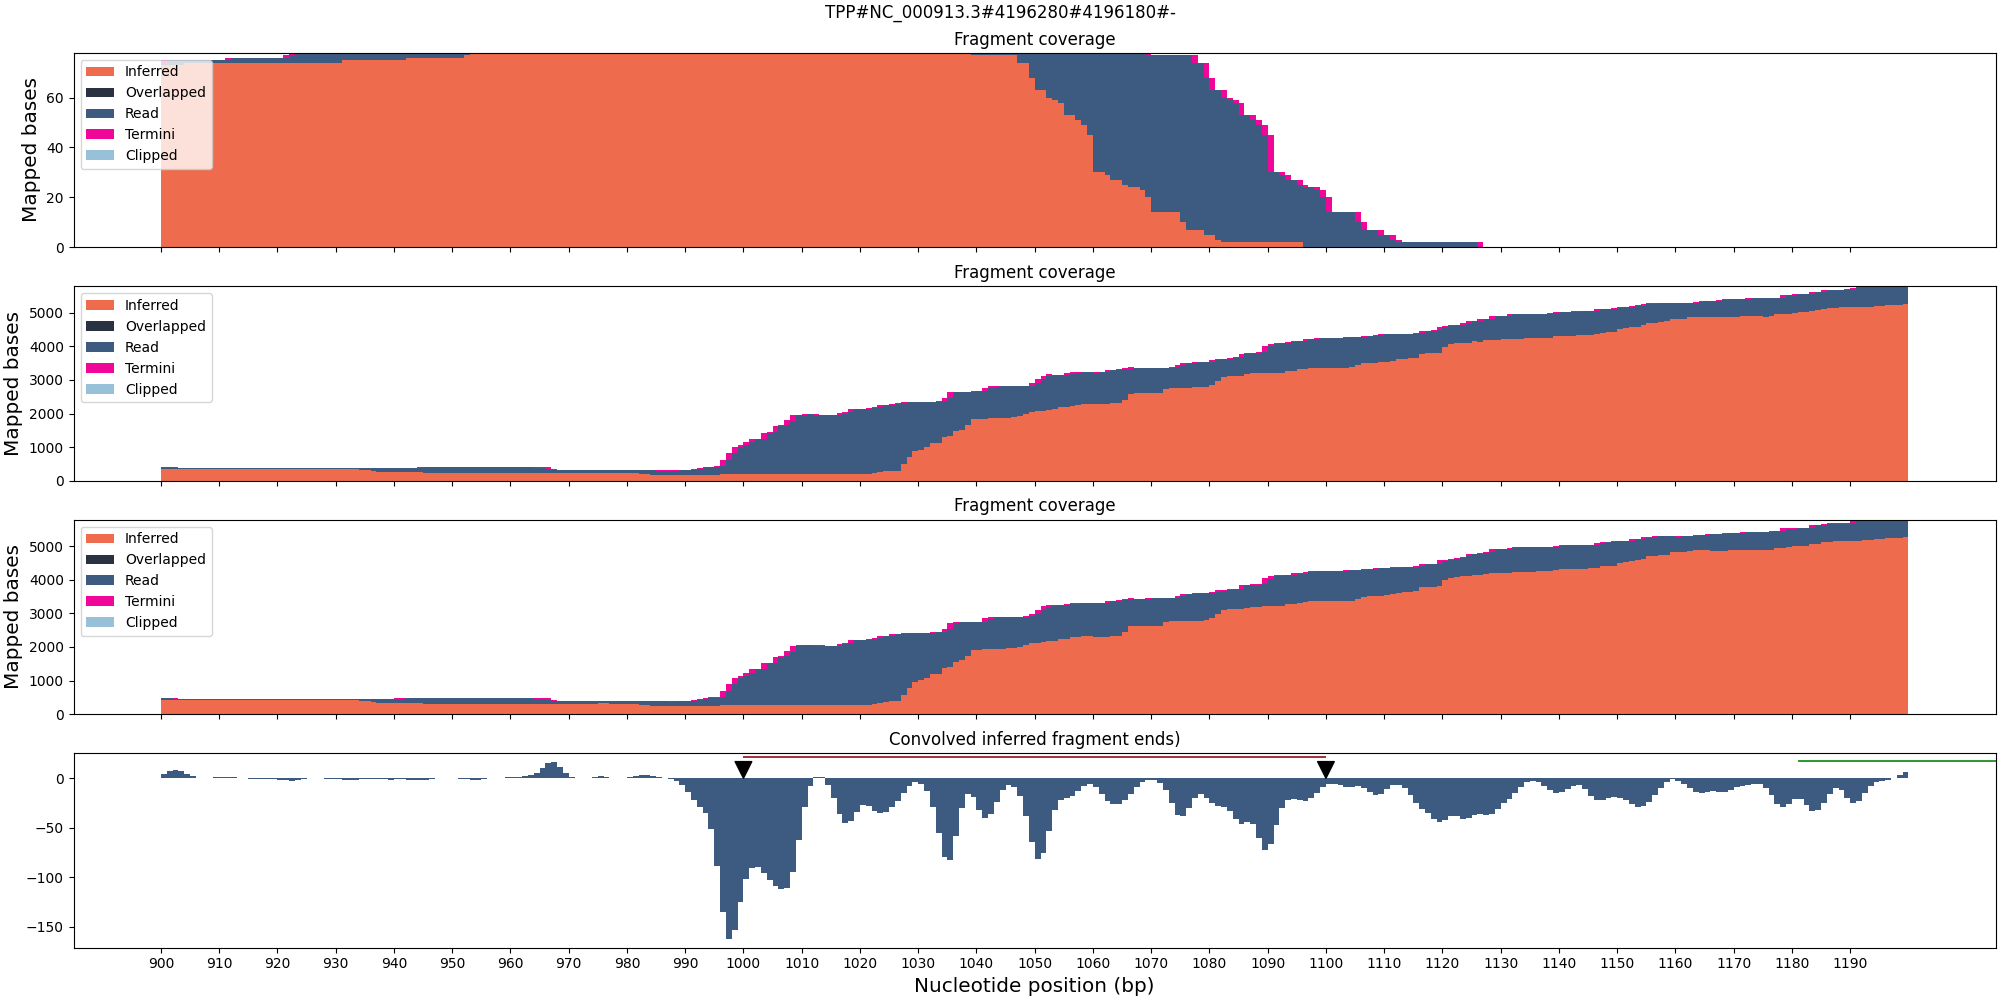 TPP#NC_000913.3#4196280#4196180#-
Fragment coverage
Mapped bases
60
40
20
0
Inferred
Overlapped
Read
Termini
Clipped
Fragment coverage
Mapped bases
5000
4000
3000
2000
1000
0
Inferred
Overlapped
Read
Termini
Clipped
Fragment coverage
Mapped bases
5000
4000
3000
2000
1000
0
Inferred
Overlapped
Read
Termini
Clipped
Convolved inferred fragment ends)
0
−50
−100
−150
900 910 920 930 940 950 960 970 980 990 1000 1010 1020 1030 1040 1050 1060 1070 1080 1090 1100 1110 1120 1130 1140 1150 1160 1170 1180 1190
Nucleotide position (bp)